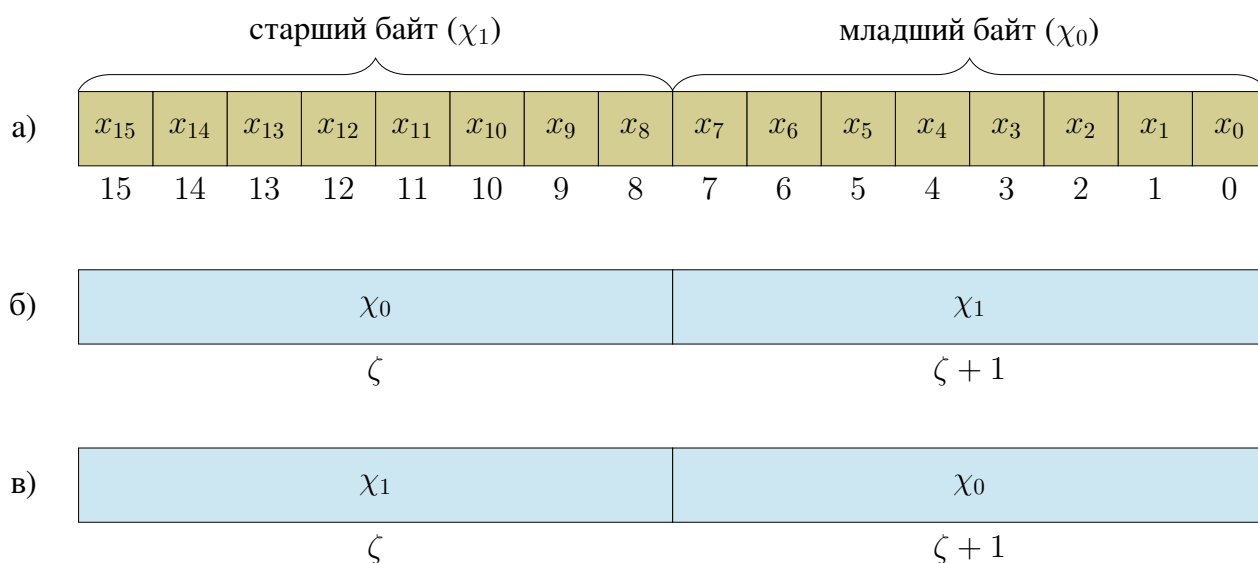 старший байт (χ₁) младший байт (χ₀)
а) x₁₅ x₁₄ x₁₃ x₁₂ x₁₁ x₁₀ x₉ x₈ x₇ x₆ x₅ x₄ x₃ x₂ x₁ x₀
15 14 13 12 11 10 9 8 7 6 5 4 3 2 1 0
б) χ₀ χ₁
ζ ζ + 1
в) χ₁ χ₀
ζ ζ + 1